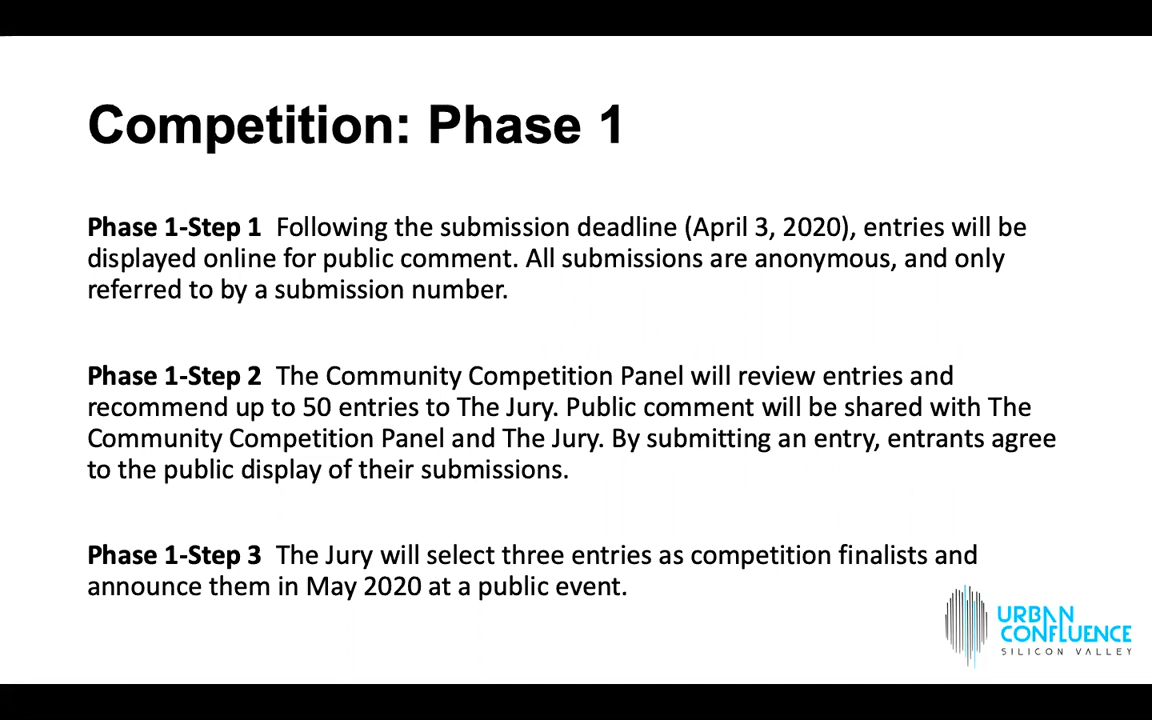 Competition: Phase 1
Phase 1-Step 1 Following the submission deadline (April 3, 2020), entries will be
displayed online for public comment. All submissions are anonymous, and only
referred to by a submission number.
Phase 1-Step 2 The Community Competition Panel will review entries and
recommend up to 50 entries to The Jury. Public comment will be shared with The
Community Competition Panel and The Jury. By submitting an entry, entrants agree
to the public display of their submissions.
Phase 1-Step 3 The Jury will select three entries as competition finalists and
announce them in May 2020 at a public event.
URBAN
CONFLUENCE
SILICON VALLEY